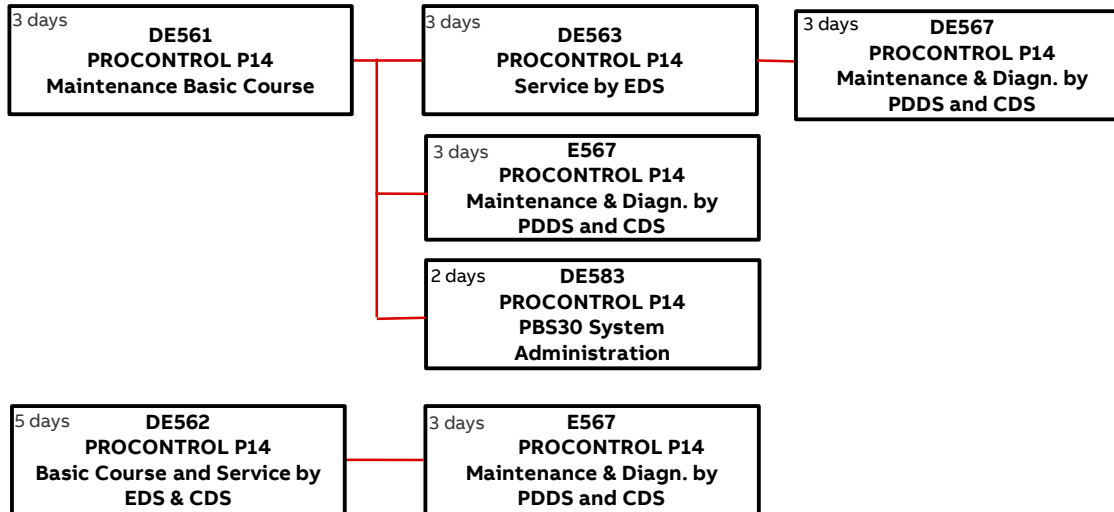 3 days
DE561
PROCONTROL P14
Maintenance Basic Course
3 days
DE563
PROCONTROL P14
Service by EDS
3 days
DE567
PROCONTROL P14
Maintenance & Diagn. by
PDDS and CDS
3 days
E567
PROCONTROL P14
Maintenance & Diagn. by
PDDS and CDS
2 days
DE583
PROCONTROL P14
PBS30 System
Administration
5 days
DE562
PROCONTROL P14
Basic Course and Service by
EDS & CDS
3 days
E567
PROCONTROL P14
Maintenance & Diagn. by
PDDS and CDS